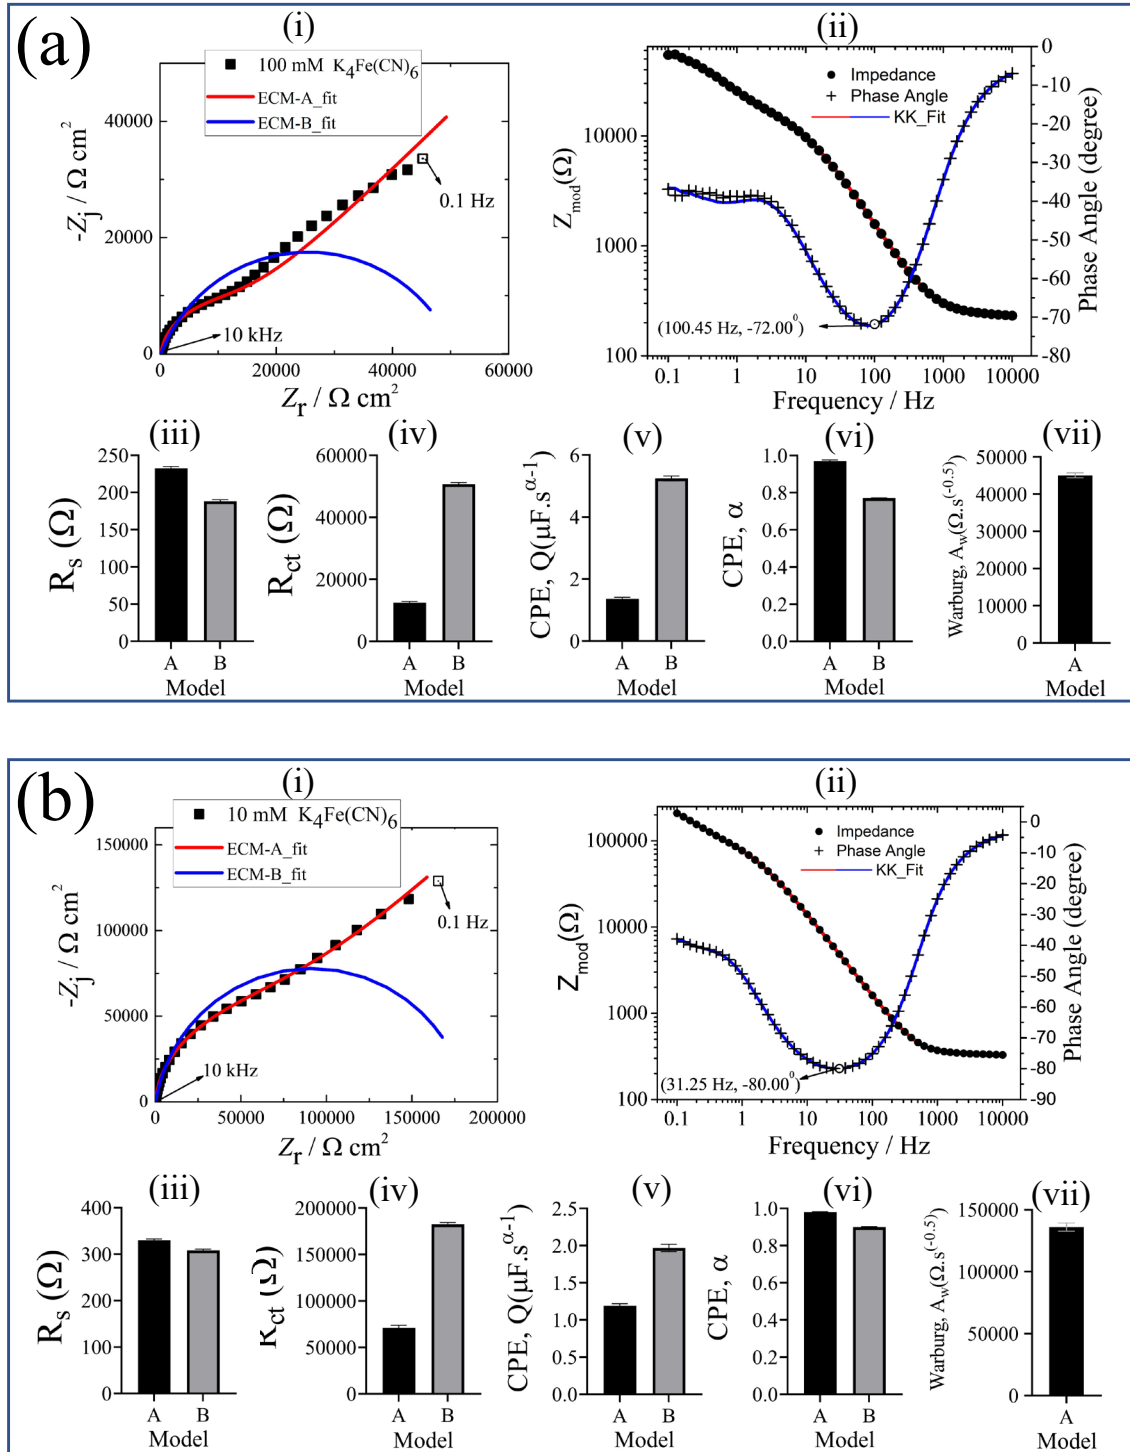 (a)
(i)
100 mM K4Fe(CN)6
ECM-A_fit
ECM-B_fit
-Zj / Ω cm²
40000
20000
0
0.1 Hz
10 kHz
0 20000 40000 60000
Zr / Ω cm²
(ii)
Impedance
Phase Angle
KK_Fit
Zmod(Ω)
10000
1000
100
(100.45 Hz, -72.00⁰)
0
-10
-20
-30
-40
-50
-60
-70
-80
Phase Angle (degree)
0.1 1 10 100 1000 10000
Frequency / Hz
(iii)
Rs (Ω)
250
200
150
100
50
0
A B
Model
(iv)
Rct (Ω)
60000
40000
20000
0
A B
Model
(v)
CPE, Q(μF.s^α-1)
6
4
2
0
A B
Model
(vi)
CPE, α
1.0
0.8
0.6
0.4
0.2
0.0
A B
Model
(vii)
Warburg, Aw(Ω.s^(-0.5)
50000
40000
30000
20000
10000
0
A
Model
(b)
(i)
10 mM K4Fe(CN)6
ECM-A_fit
ECM-B_fit
-Zj / Ω cm²
150000
100000
50000
0
0.1 Hz
10 kHz
0 50000 100000 150000 200000
Zr / Ω cm²
(ii)
Impedance
Phase Angle
KK_Fit
Zmod(Ω)
100000
10000
1000
100
(31.25 Hz, -80.00⁰)
0
-10
-20
-30
-40
-50
-60
-70
-80
-90
Phase Angle (degree)
0.1 1 10 100 1000 10000
Frequency / Hz
(iii)
Rs (Ω)
400
300
200
100
0
A B
Model
(iv)
Rct (Ω)
200000
150000
100000
50000
0
A B
Model
(v)
CPE, Q(μF.s^α-1)
2.5
2.0
1.5
1.0
0.5
0.0
A B
Model
(vi)
CPE, α
1.0
0.8
0.6
0.4
0.2
0.0
A B
Model
(vii)
Warburg, Aw(Ω.s^(-0.5)
150000
100000
50000
0
A
Model